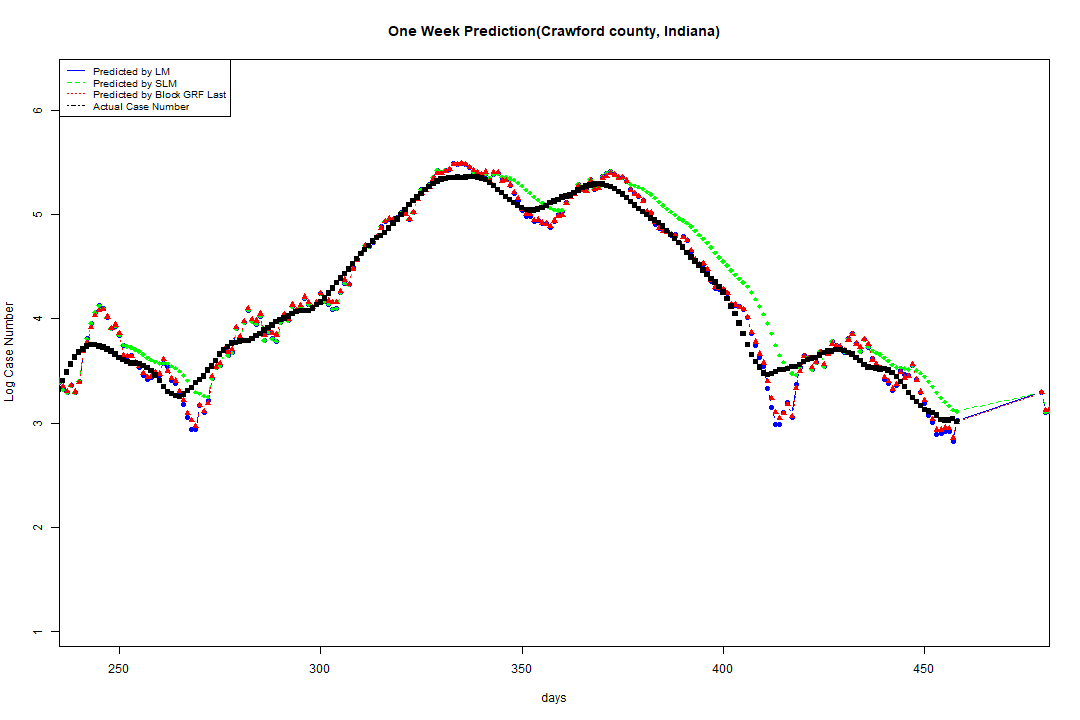 One Week Prediction(Crawford county, Indiana)
Predicted by LM
Predicted by SLM
Predicted by Block GRF Last
Actual Case Number
6
5
4
3
2
1
Log Case Number
250 300 350 400 450
days